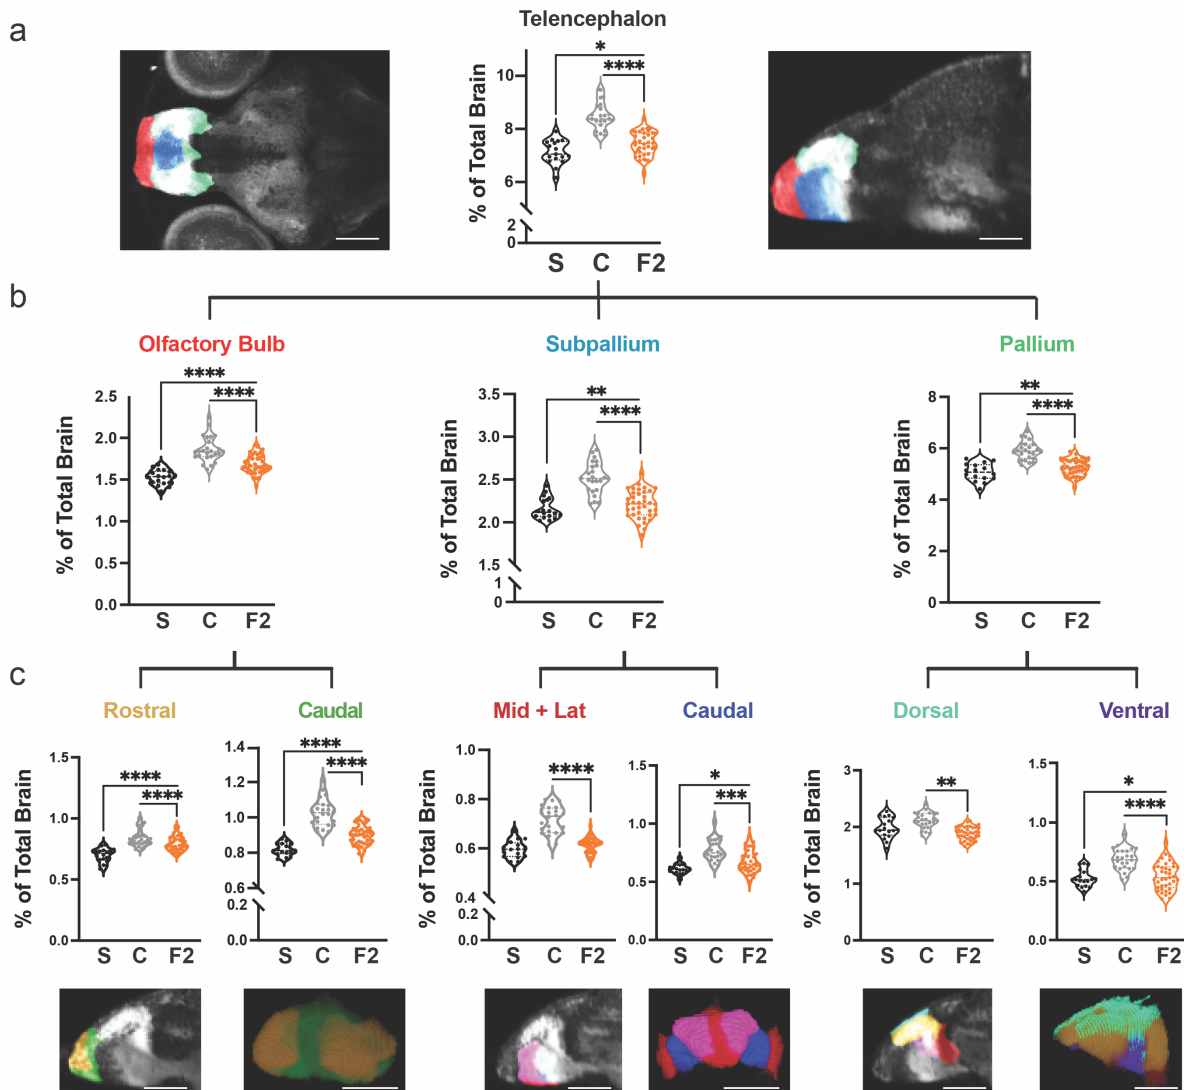 a
Telencephalon
% of Total Brain
10
8
6
2
0
*
****
S C F2
b
Olfactory Bulb
% of Total Brain
2.5
2.0
1.5
1.0
0.5
0.0
****
****
S C F2
Subpallium
% of Total Brain
3.5
3.0
2.5
2.0
1.5
1
0
**
****
S C F2
Pallium
% of Total Brain
8
6
4
2
0
**
****
S C F2
c
Rostral
% of Total Brain
1.5
1.0
0.5
0.0
****
****
S C F2
Caudal
1.4
1.2
1.0
0.8
0.6
0.2
0.0
****
****
S C F2
Mid + Lat
% of Total Brain
1.0
0.8
0.6
0.4
0.2
0.0
****
S C F2
Caudal
1.5
1.0
0.5
0.0
*
***
S C F2
Dorsal
% of Total Brain
3
2
1
0
**
S C F2
Ventral
1.5
1.0
0.5
0.0
*
****
S C F2